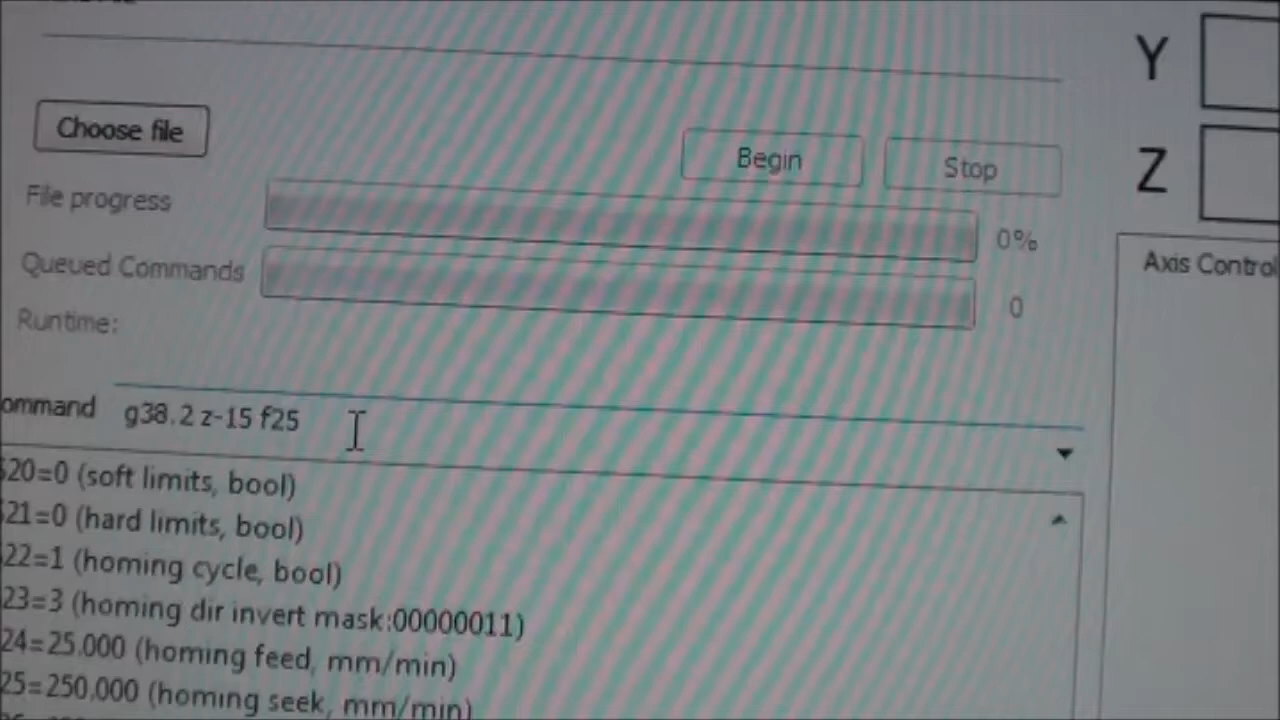 Y
Choose file
Begin
Stop
Z
File progress
0%
Queued Commands
0
Axis Control
Runtime:
ommand g38.2 z-15 f25
$20=0 (soft limits, bool)
$21=0 (hard limits, bool)
22=1 (homing cycle, bool)
23=3 (homing dir invert mask:00000011)
24=25.000 (homing feed, mm/min)
25=250.000 (homing seek, mm/min)